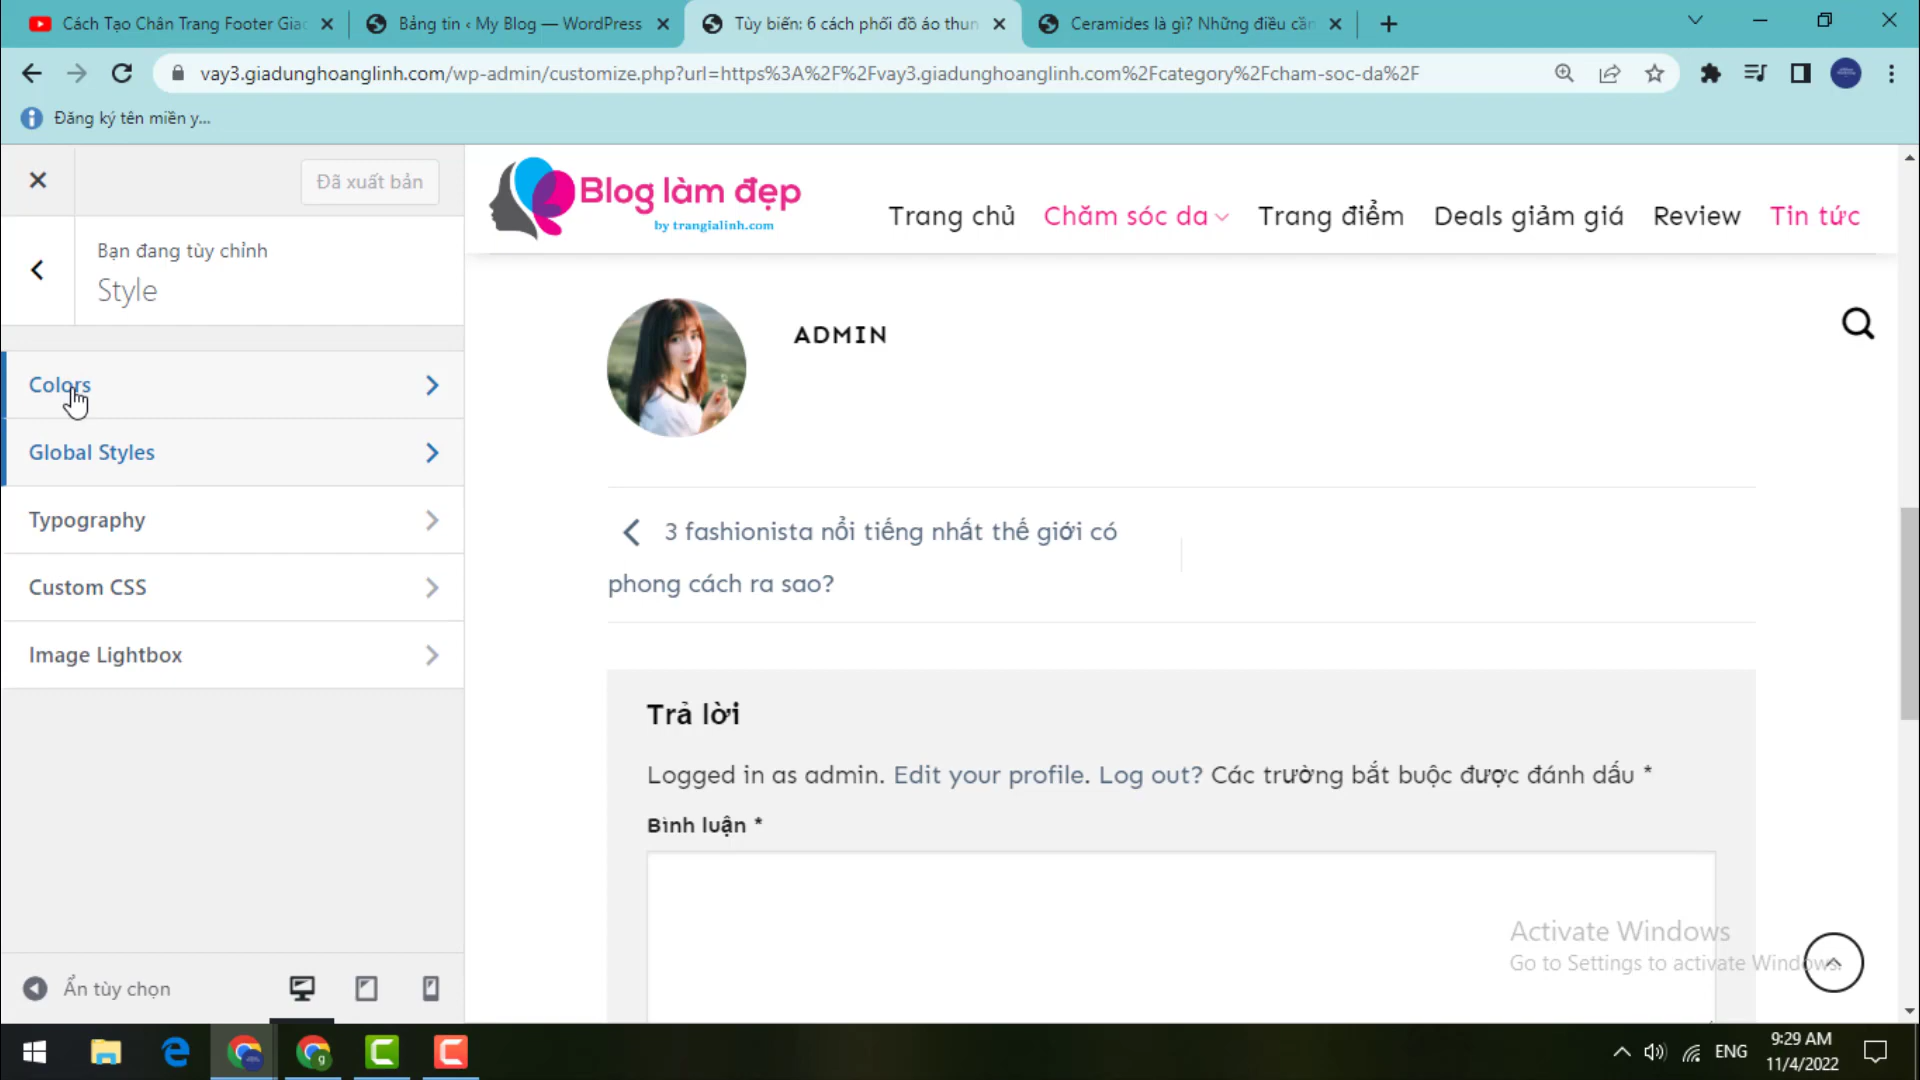 Cách Tạo Chân Trang Footer Giao
Bảng tin ‹ My Blog — WordPress
Tùy biến: 6 cách phối đồ áo thun
Ceramides là gì? Những điều cần
vay3.giadunghoanglinh.com/wp-admin/customize.php?url=https%3A%2F%2Fvay3.giadunghoanglinh.com%2Fcategory%2Fcham-soc-da%2F
Đăng ký tên miền y...
Đã xuất bản
Bạn đang tùy chỉnh
Style
Colors
Global Styles
Typography
Custom CSS
Image Lightbox
Ẩn tùy chọn
Blog làm đẹp
by trangialinh.com
Trang chủ Chăm sóc da Trang điểm Deals giảm giá Review Tin tức
ADMIN
3 fashionista nổi tiếng nhất thế giới có
phong cách ra sao?
Trả lời
Logged in as admin. Edit your profile. Log out? Các trường bắt buộc được đánh dấu *
Bình luận *
Activate Windows
Go to Settings to activate Windows.
g
ENG
9:29 AM
11/4/2022